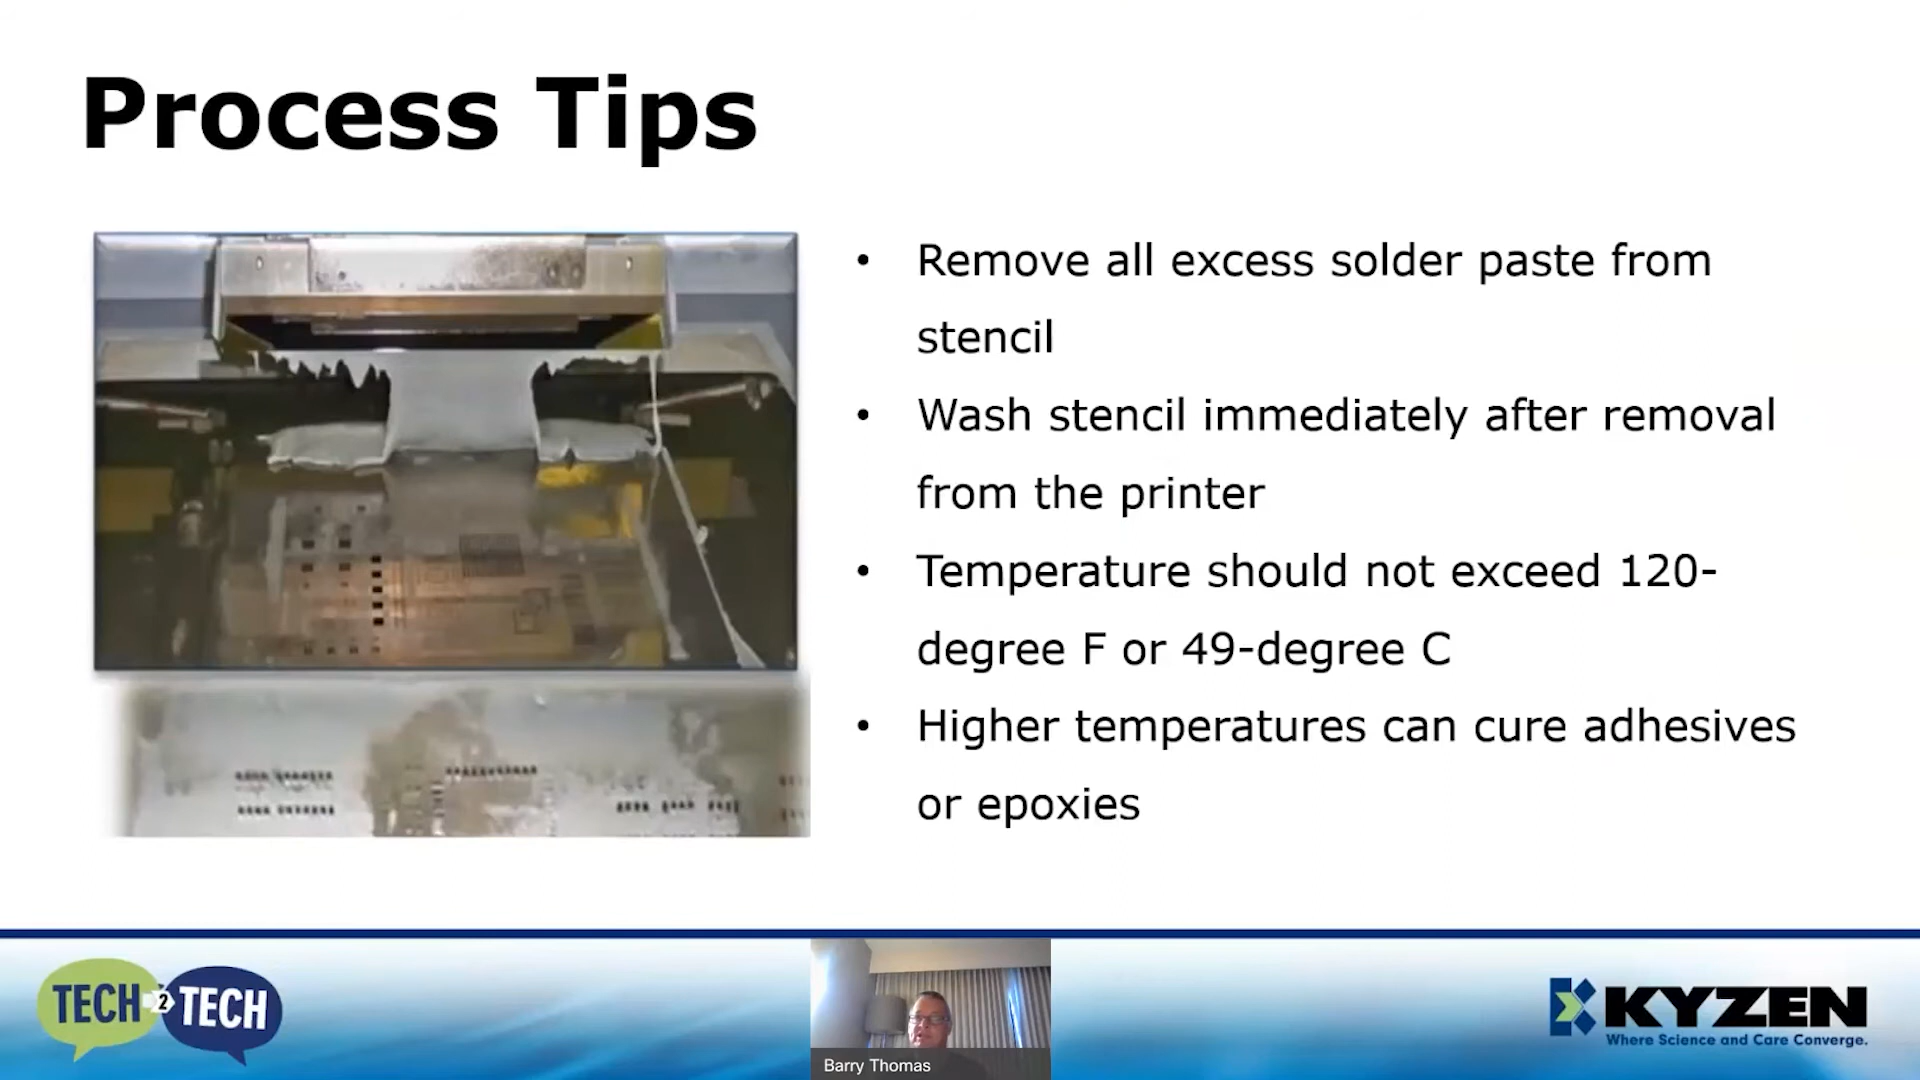 Process Tips
• Remove all excess solder paste from
stencil
• Wash stencil immediately after removal
from the printer
• Temperature should not exceed 120-
degree F or 49-degree C
• Higher temperatures can cure adhesives
or epoxies
TECH 2 TECH
Barry Thomas
KYZEN
Where Science and Care Converge.